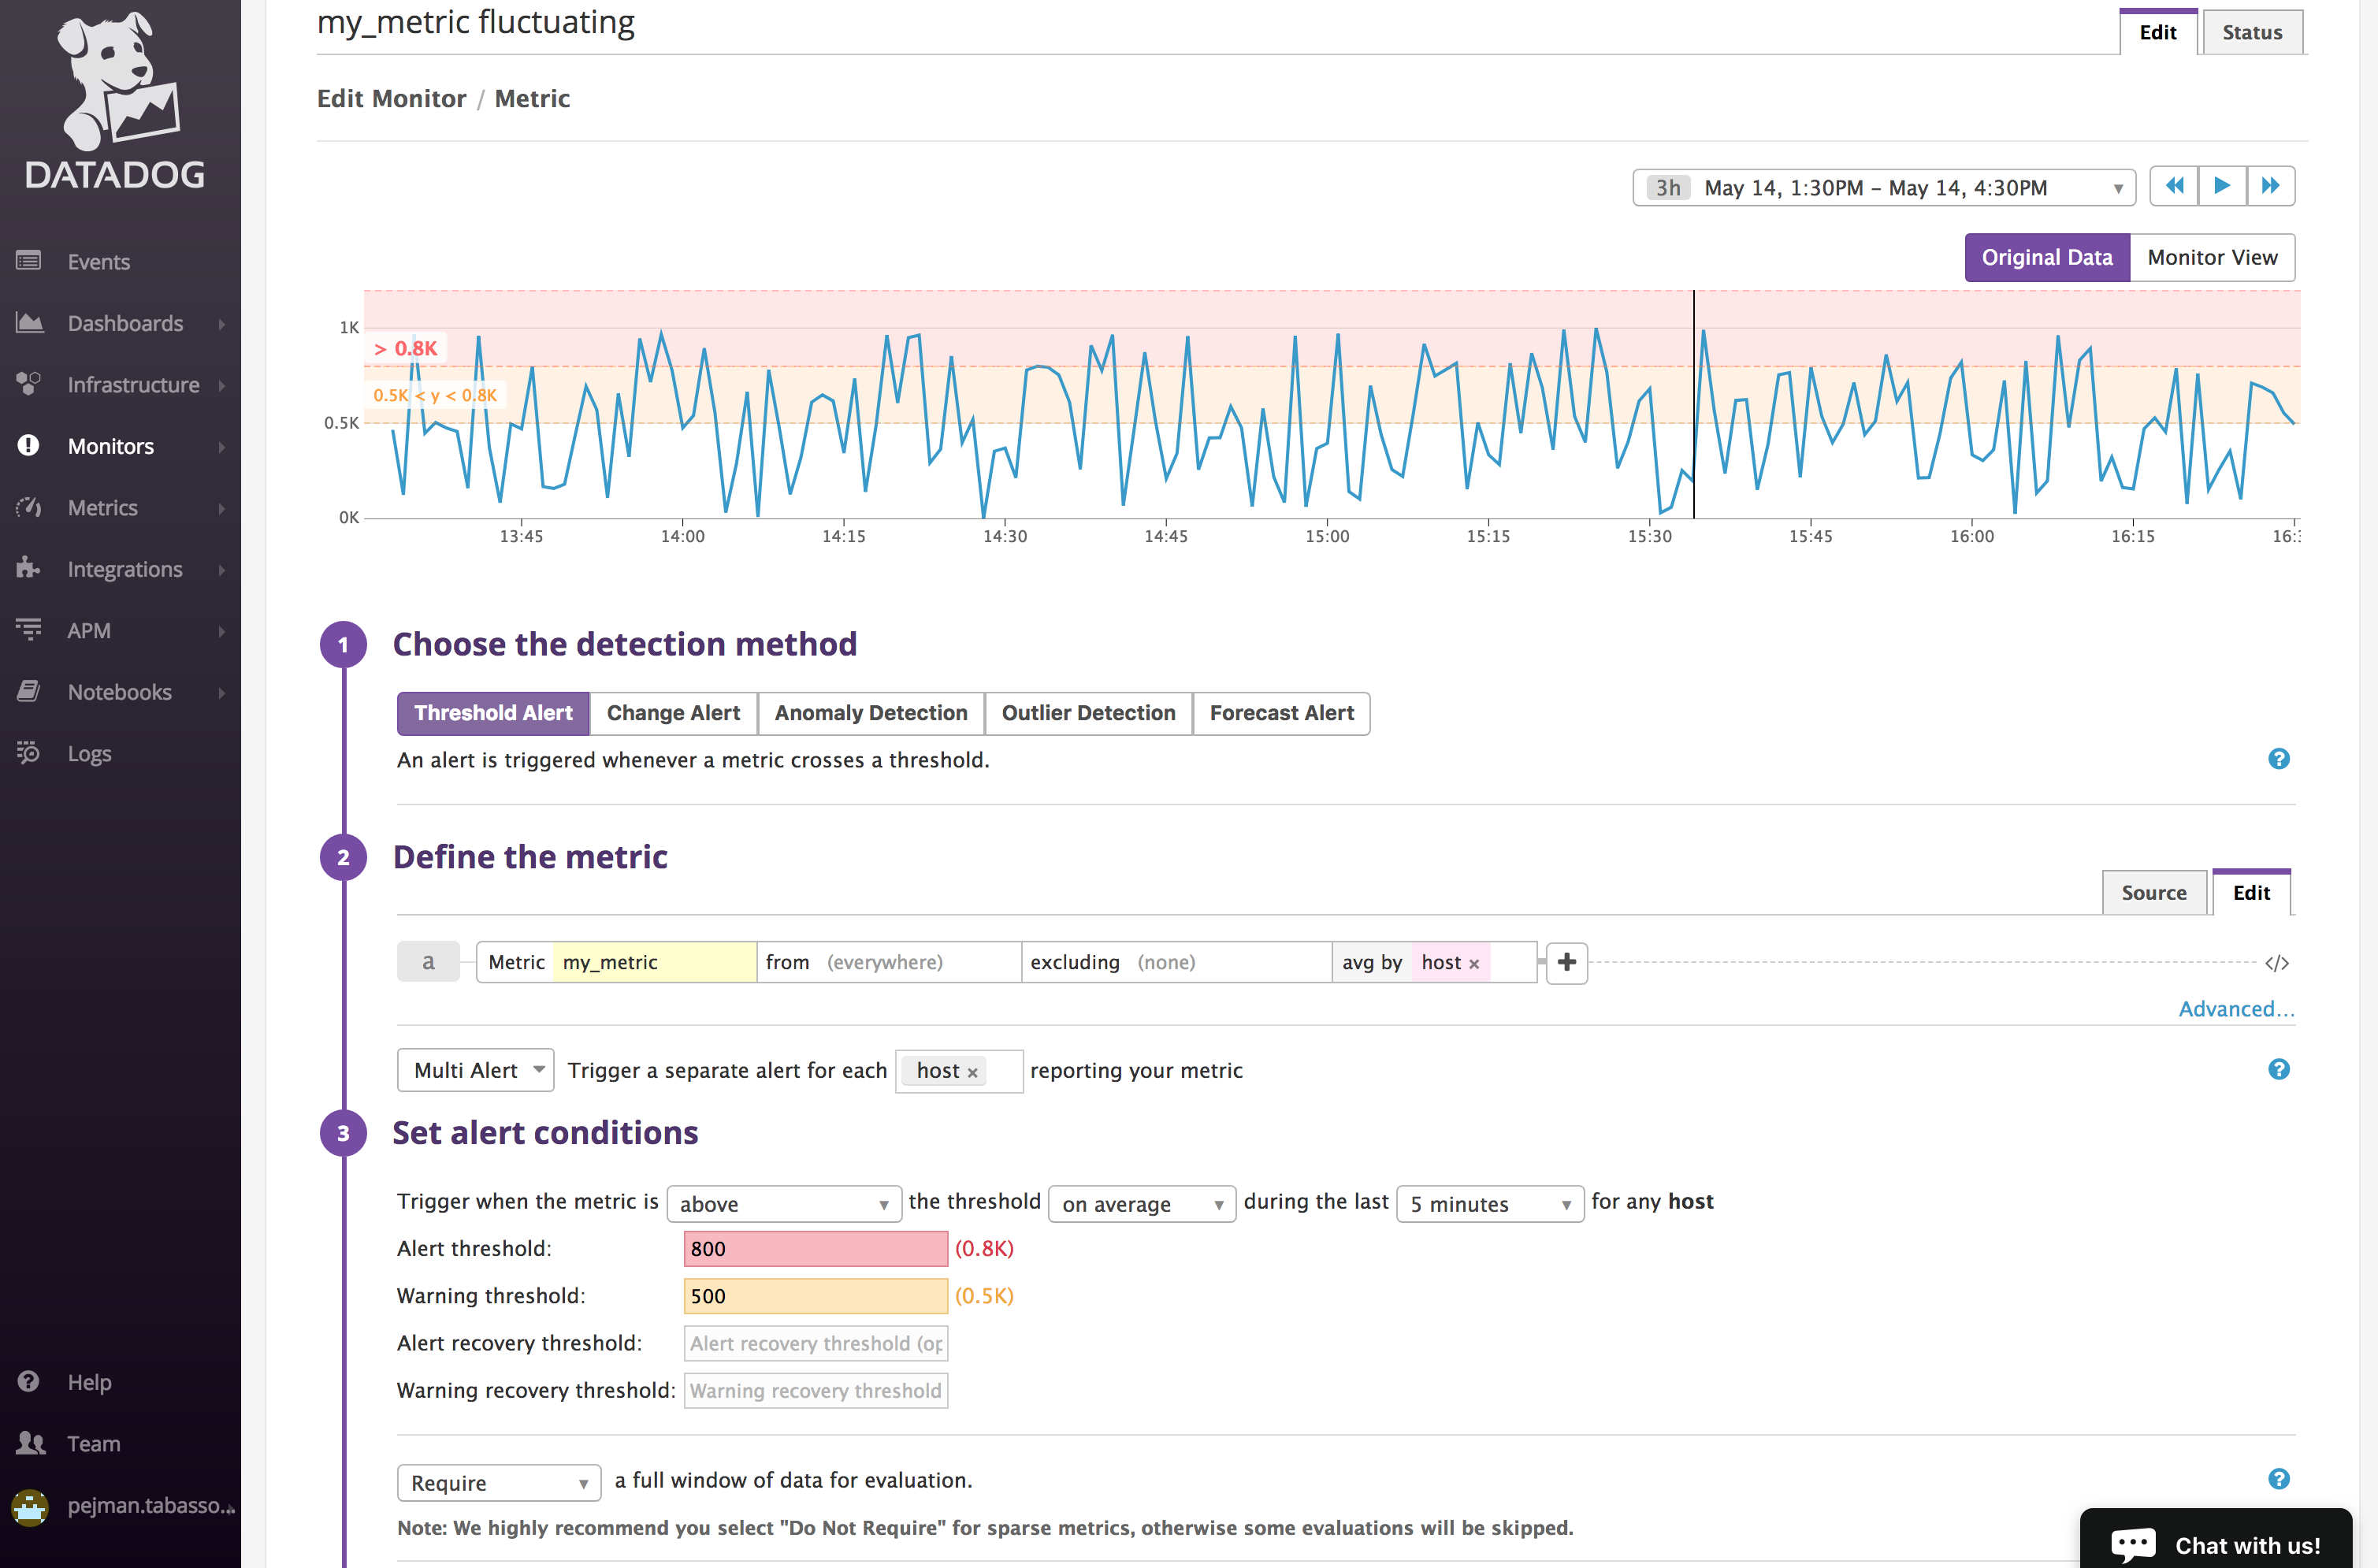 my_metric fluctuating
Edit Status
Edit Monitor / Metric
DATADOG
Events
Dashboards
Infrastructure
Monitors
Metrics
Integrations
APM
Notebooks
Logs
Help
Team
pejman.tabasso...
3h May 14, 1:30PM – May 14, 4:30PM
Original Data Monitor View
1K
> 0.8K
0.5K < y < 0.8K
0.5K
0K
13:45 14:00 14:15 14:30 14:45 15:00 15:15 15:30 15:45 16:00 16:15
1 Choose the detection method
Threshold Alert Change Alert Anomaly Detection Outlier Detection Forecast Alert
An alert is triggered whenever a metric crosses a threshold. ?
2 Define the metric
Source Edit
a Metric my_metric from (everywhere) excluding (none) avg by host × + </>
Advanced...
Multi Alert Trigger a separate alert for each host × reporting your metric ?
3 Set alert conditions
Trigger when the metric is above the threshold on average during the last 5 minutes for any host
Alert threshold: 800 (0.8K)
Warning threshold: 500 (0.5K)
Alert recovery threshold: Alert recovery threshold (op
Warning recovery threshold: Warning recovery threshold
Require a full window of data for evaluation. ?
Note: We highly recommend you select "Do Not Require" for sparse metrics, otherwise some evaluations will be skipped.
Chat with us!